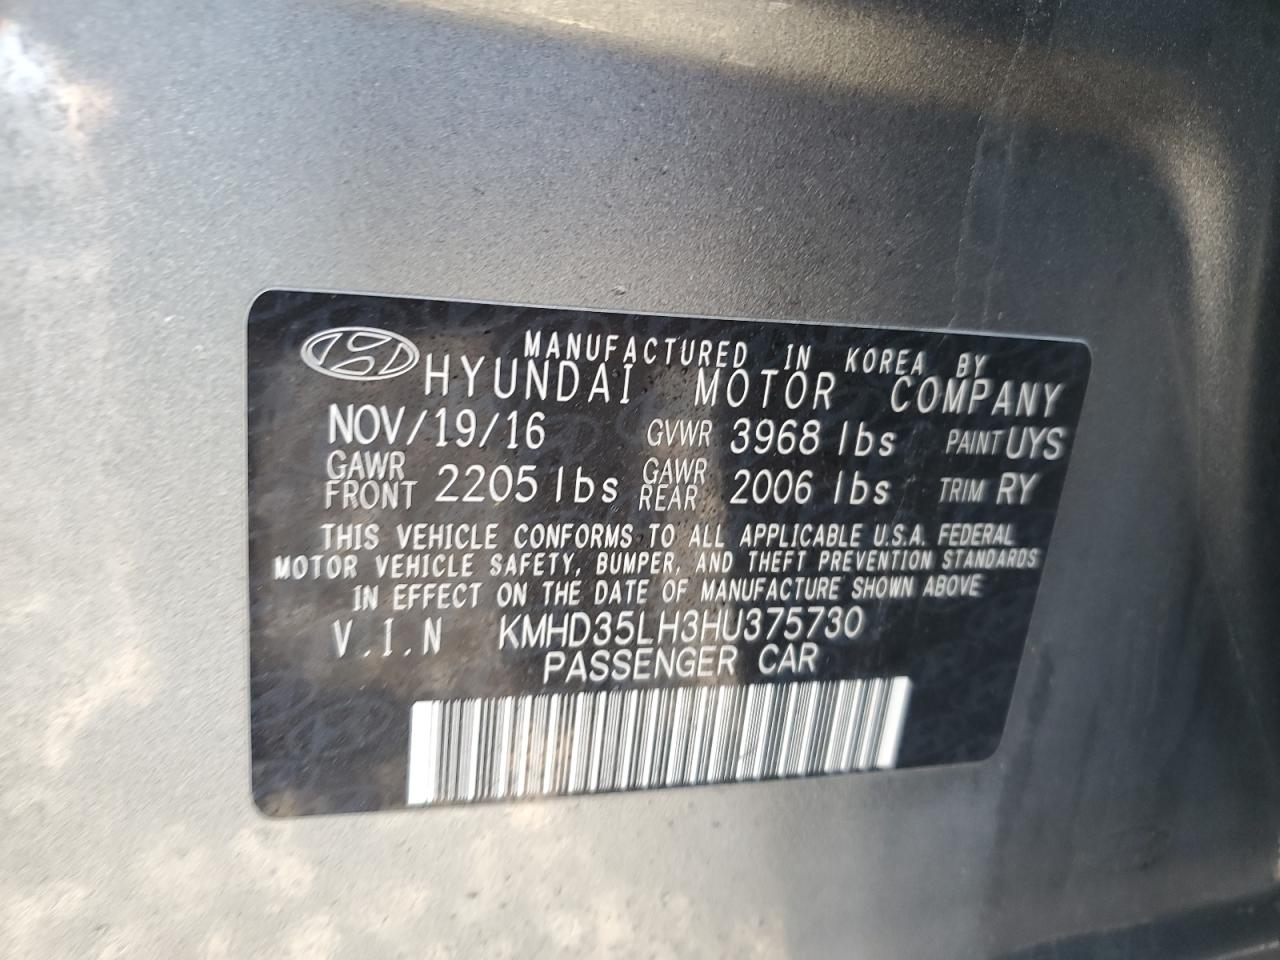 MANUFACTURED IN KOREA BY
HYUNDAI MOTOR COMPANY
NOV/19/16 GVWR 3968 lbs PAINT UYS
GAWR FRONT 2205 lbs GAWR REAR 2006 lbs TRIM RY
THIS VEHICLE CONFORMS TO ALL APPLICABLE U.S.A. FEDERAL
MOTOR VEHICLE SAFETY, BUMPER, AND THEFT PREVENTION STANDARDS
IN EFFECT ON THE DATE OF MANUFACTURE SHOWN ABOVE
V.I.N KMHD35LH3HU375730
PASSENGER CAR